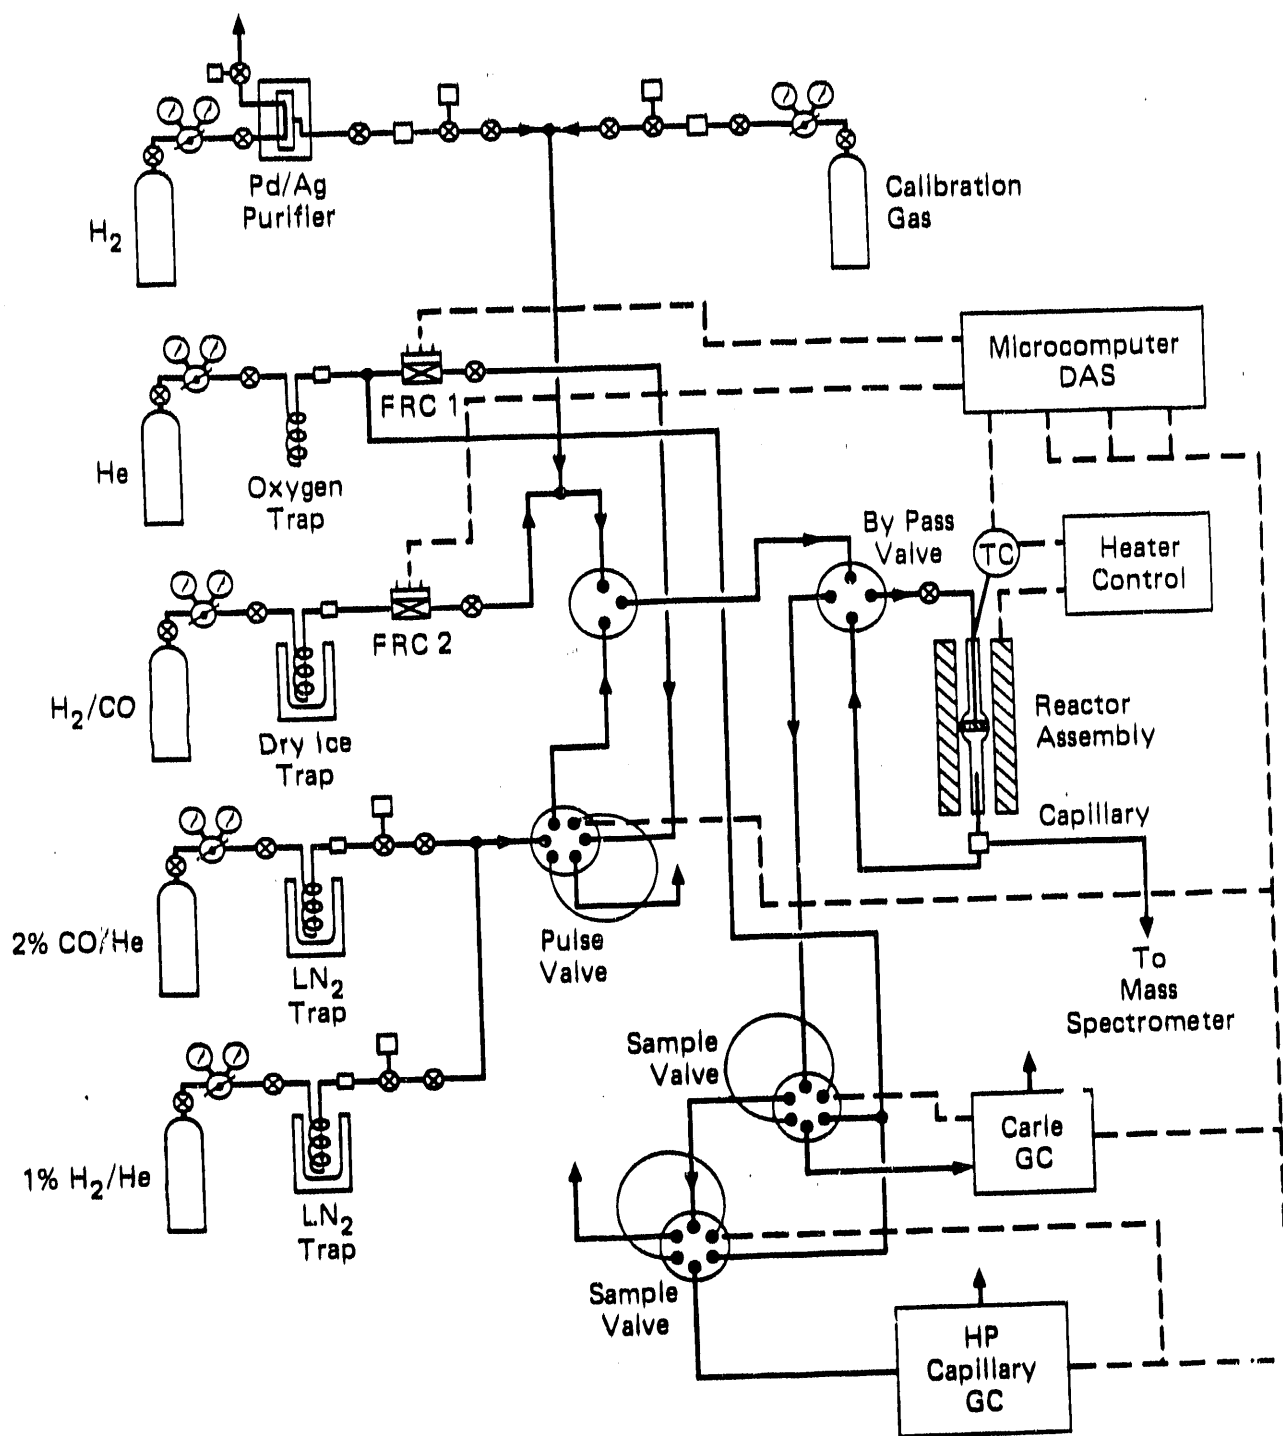 Pd/Ag
Purifier
H2
Calibration
Gas
Microcomputer
DAS
FRC 1
He
Oxygen
Trap
By Pass
Valve
TC
Heater
Control
FRC 2
H2/CO
Dry Ice
Trap
Reactor
Assembly
Capillary
2% CO/He
LN2
Trap
Pulse
Valve
To
Mass
Spectrometer
Sample
Valve
Carle
GC
1% H2/He
LN2
Trap
Sample
Valve
HP
Capillary
GC